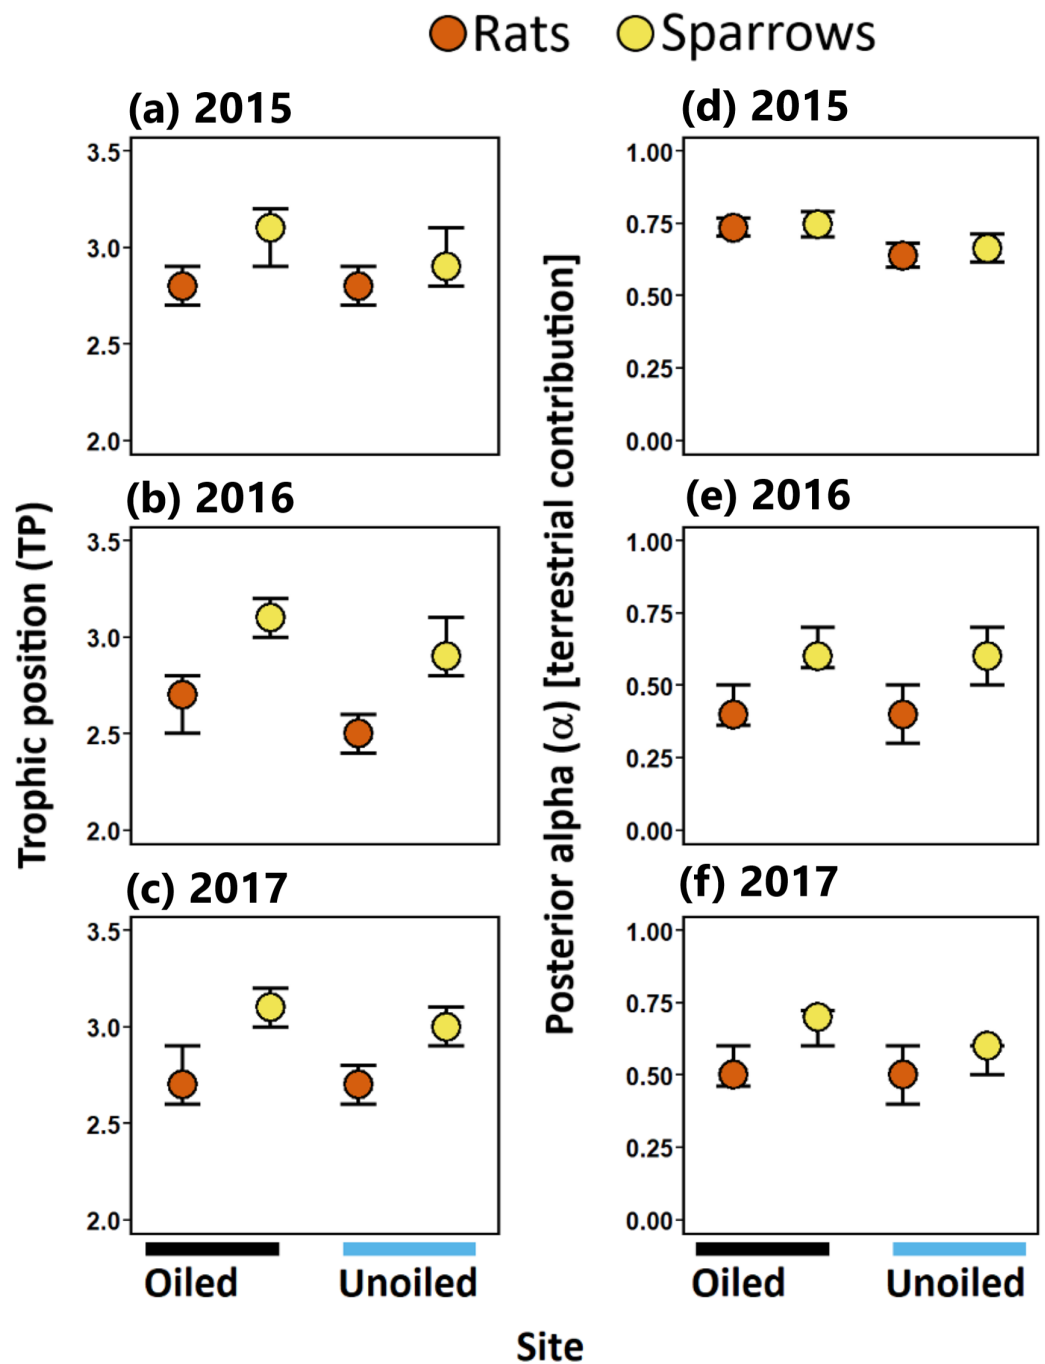 Rats Sparrows
(a) 2015
3.5
3.0
2.5
2.0
(d) 2015
1.00
0.75
0.50
0.25
0.00
(b) 2016
3.5
3.0
2.5
2.0
(e) 2016
1.00
0.75
0.50
0.25
0.00
(c) 2017
3.5
3.0
2.5
2.0
(f) 2017
1.00
0.75
0.50
0.25
0.00
Trophic position (TP)
Posterior alpha (α) [terrestrial contribution]
Oiled Unoiled
Oiled Unoiled
Site